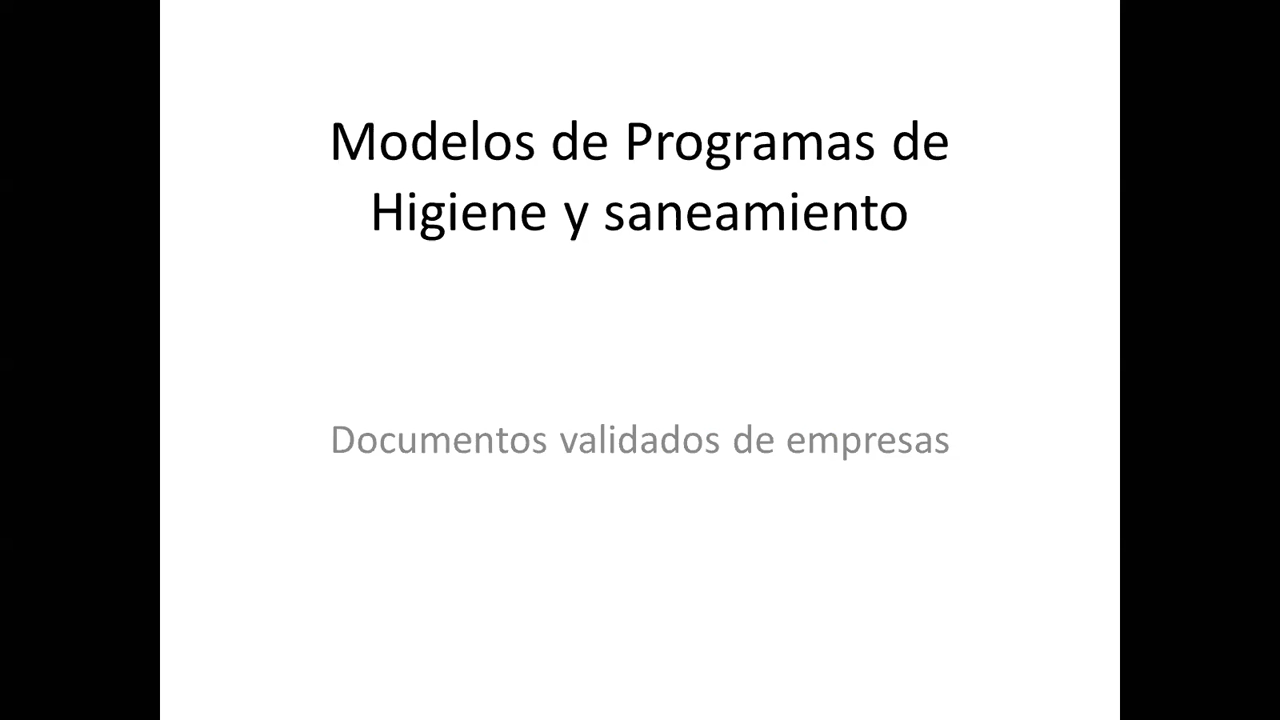 Modelos de Programas de
Higiene y saneamiento
Documentos validados de empresas